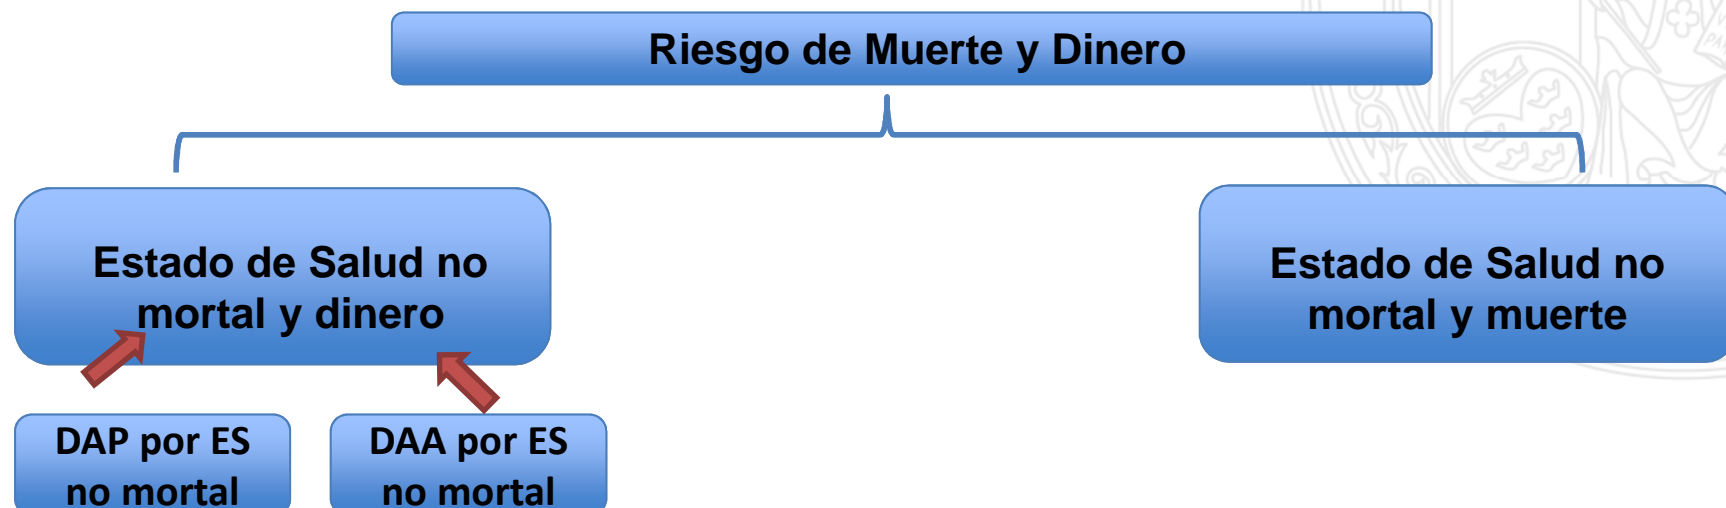 Riesgo de Muerte y Dinero
Estado de Salud no
mortal y dinero
Estado de Salud no
mortal y muerte
DAP por ES
no mortal
DAA por ES
no mortal